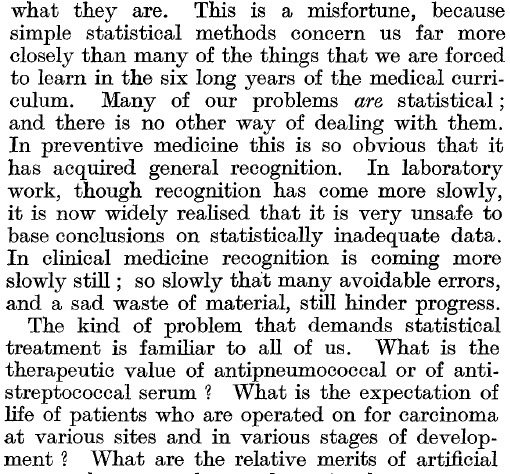 what they are. This is a misfortune, because
simple statistical methods concern us far more
closely than many of the things that we are forced
to learn in the six long years of the medical curri-
culum. Many of our problems are statistical ;
and there is no other way of dealing with them.
In preventive medicine this is so obvious that it
has acquired general recognition. In laboratory
work, though recognition has come more slowly,
it is now widely realised that it is very unsafe to
base conclusions on statistically inadequate data.
In clinical medicine recognition is coming more
slowly still ; so slowly that many avoidable errors,
and a sad waste of material, still hinder progress.
The kind of problem that demands statistical
treatment is familiar to all of us. What is the
therapeutic value of antipneumococcal or of anti-
streptococcal serum ? What is the expectation of
life of patients who are operated on for carcinoma
at various sites and in various stages of develop-
ment ? What are the relative merits of artificial